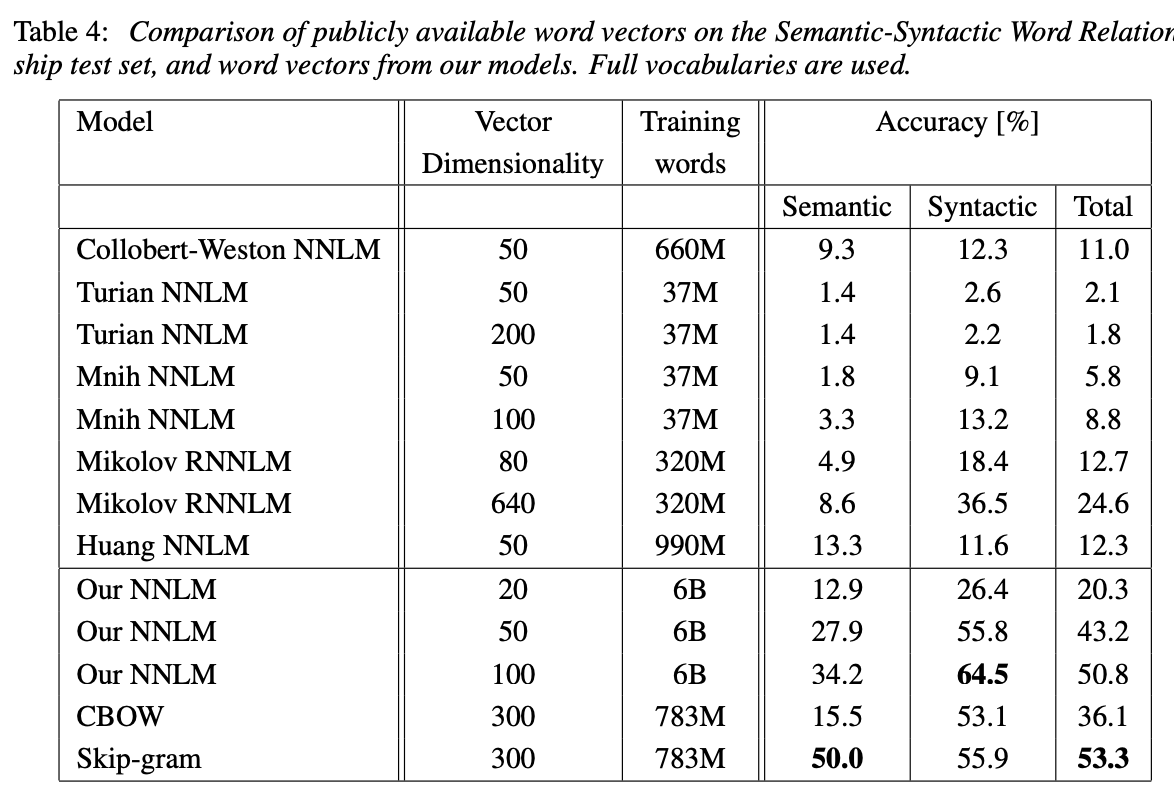 Table 4: Comparison of publicly available word vectors on the Semantic-Syntactic Word Relation-
ship test set, and word vectors from our models. Full vocabularies are used.
Model Vector Training Accuracy [%]
Dimensionality words
Semantic Syntactic Total
Collobert-Weston NNLM 50 660M 9.3 12.3 11.0
Turian NNLM 50 37M 1.4 2.6 2.1
Turian NNLM 200 37M 1.4 2.2 1.8
Mnih NNLM 50 37M 1.8 9.1 5.8
Mnih NNLM 100 37M 3.3 13.2 8.8
Mikolov RNNLM 80 320M 4.9 18.4 12.7
Mikolov RNNLM 640 320M 8.6 36.5 24.6
Huang NNLM 50 990M 13.3 11.6 12.3
Our NNLM 20 6B 12.9 26.4 20.3
Our NNLM 50 6B 27.9 55.8 43.2
Our NNLM 100 6B 34.2 64.5 50.8
CBOW 300 783M 15.5 53.1 36.1
Skip-gram 300 783M 50.0 55.9 53.3